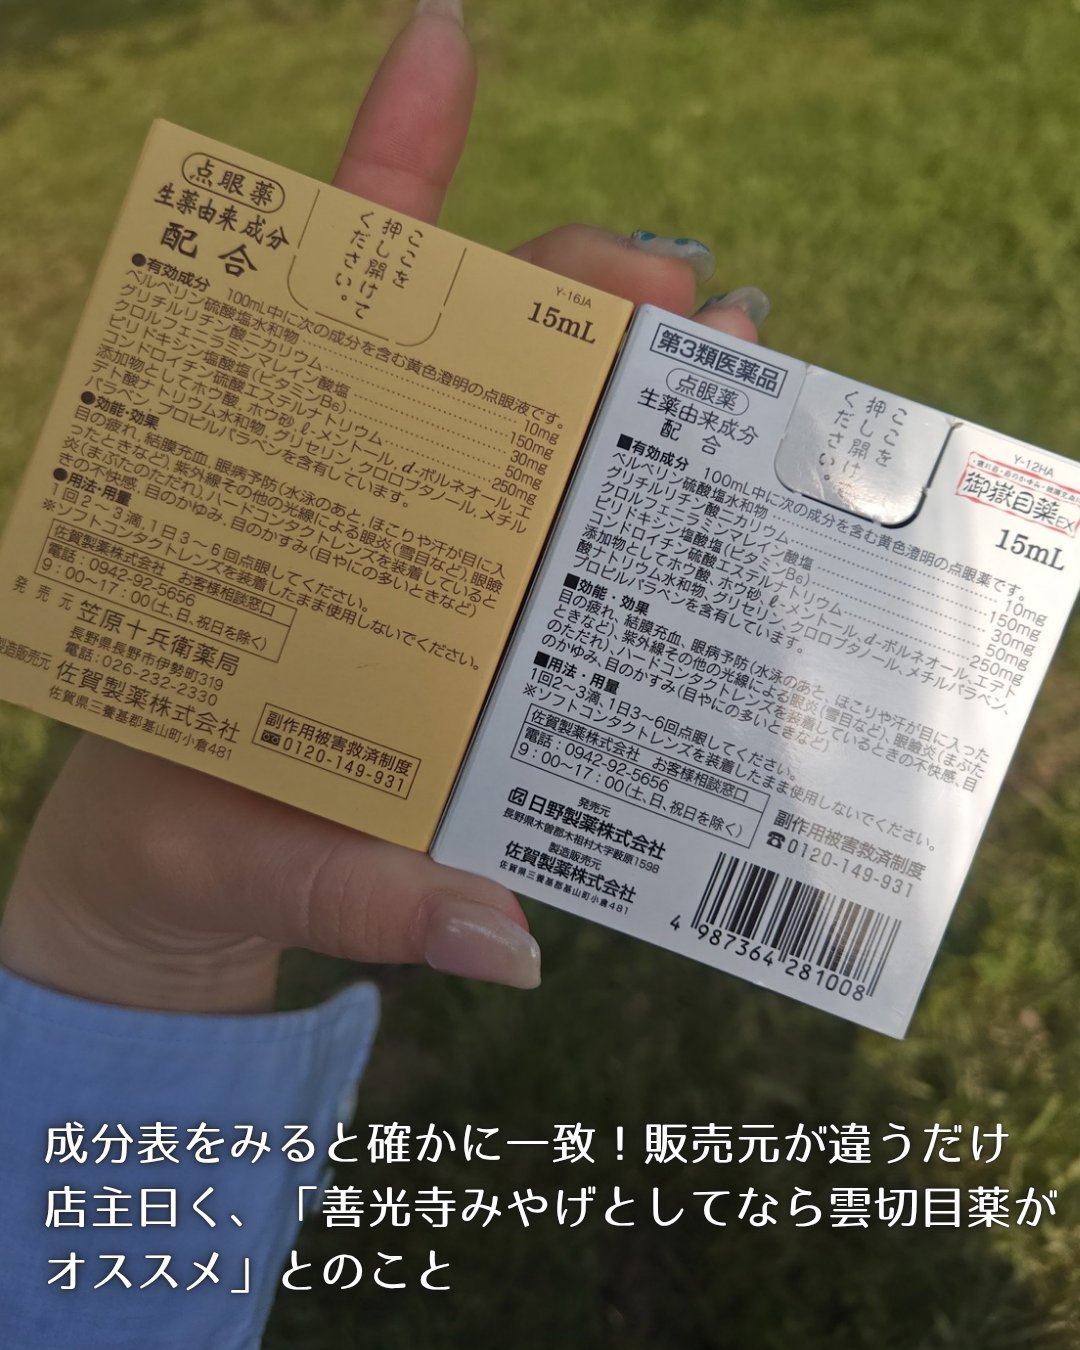 点眼薬
生薬由来成分
配合
ここを
押し開けて
ください。
Y-16JA
15mL
●有効成分 100mL中に次の成分を含む黄色澄明の点眼液です。
ベルベリン硫酸塩水和物 10mg
グリチルリチン酸二カリウム 150mg
クロルフェニラミンマレイン酸塩 30mg
ピリドキシン塩酸塩(ビタミンB6) 50mg
コンドロイチン硫酸エステルナトリウム 250mg
添加物としてホウ酸、ホウ砂、ℓ-メントール、d-ボルネオール、エ
デト酸ナトリウム水和物、グリセリン、クロロブタノール、メチル
パラベン、プロピルパラベンを含有しています。
●効能・効果
目の疲れ、結膜充血、眼病予防(水泳のあと、ほこりや汗が目に入
ったときなど)、紫外線その他の光線による眼炎(雪目など)、眼瞼
炎(まぶたのただれ)、ハードコンタクトレンズを装着していると
きの不快感、目のかゆみ、目のかすみ(目やにの多いときなど)
●用法・用量
1回2〜3滴、1日3〜6回点眼してください。
※ソフトコンタクトレンズを装着したまま使用しないでください。
佐賀製薬株式会社 お客様相談窓口
電話:0942-92-5656
9:00〜17:00(土、日、祝日を除く)
発売元 笠原十兵衛薬局
長野県長野市伊勢町319
電話:026-232-2330
製造販売元 佐賀製薬株式会社
佐賀県三養基郡基山町小倉481
副作用被害救済制度
☎0120-149-931
第3類医薬品
点眼薬
生薬由来成分
配合
ここを
押し開けて
ください。
Y-12HA
御嶽目薬EX
15mL
■有効成分 100mL中に次の成分を含む黄色澄明の点眼薬です。
ベルベリン硫酸塩水和物 10mg
グリチルリチン酸二カリウム 150mg
クロルフェニラミンマレイン酸塩 30mg
ピリドキシン塩酸塩(ビタミンB6) 50mg
コンドロイチン硫酸エステルナトリウム 250mg
添加物としてホウ酸、ホウ砂、ℓ-メントール、d-ボルネオール、エデト
酸ナトリウム水和物、グリセリン、クロロブタノール、メチルパラベン、
プロピルパラベンを含有しています。
■効能・効果
目の疲れ、結膜充血、眼病予防(水泳のあと、ほこりや汗が目に入った
ときなど)、紫外線その他の光線による眼炎(雪目など)、眼瞼炎(まぶた
のただれ)、ハードコンタクトレンズを装着しているときの不快感、目
のかゆみ、目のかすみ(目やにの多いときなど)
■用法・用量
1回2〜3滴、1日3〜6回点眼してください。
※ソフトコンタクトレンズを装着したまま使用しないでください。
佐賀製薬株式会社 お客様相談窓口
電話:0942-92-5656
9:00〜17:00(土、日、祝日を除く)
発売元
日野製薬株式会社
長野県木曽郡木祖村大字薮原1598
製造販売元
佐賀製薬株式会社
佐賀県三養基郡基山町小倉481
副作用被害救済制度
☎0120-149-931
4 987364 281008
成分表をみると確かに一致！販売元が違うだけ
店主曰く、「善光寺みやげとしてなら雲切目薬が
オススメ」とのこと